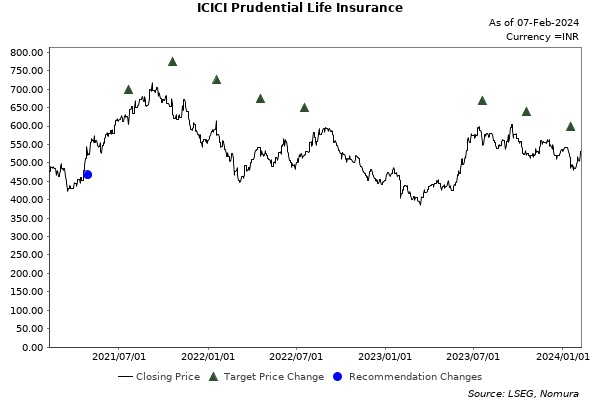 ICICI Prudential Life Insurance
As of 07-Feb-2024
Currency =INR
800.00
750.00
700.00
650.00
600.00
550.00
500.00
450.00
400.00
350.00
300.00
250.00
200.00
150.00
100.00
50.00
0.00
2021/07/01 2022/01/01 2022/07/01 2023/01/01 2023/07/01 2024/01/01
Closing Price Target Price Change Recommendation Changes
Source: LSEG, Nomura